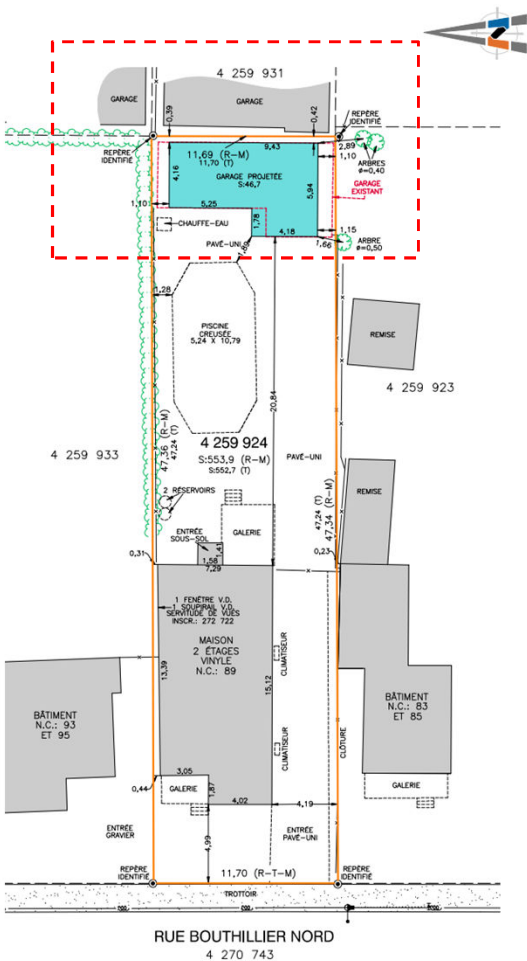 4 259 931
GARAGE
GARAGE
0,39
0,42
REPÈRE
IDENTIFIÉ
REPÈRE
IDENTIFIÉ
11,69 (R-M)
11,70 (T)
9,43
2,89
1,10
ARBRES
ø=0,40
4,16
GARAGE PROJETÉE
S:46,7
5,94
GARAGE
EXISTANT
1,10
5,25
CHAUFFE-EAU
1,78
4,18
1,15
1,66
ARBRE
ø=0,50
PAVÉ-UNI
1,89
1,28
PISCINE
CREUSÉE
5,24 X 10,79
REMISE
20,84
4 259 923
4 259 933
47,36 (R-M)
47,24 (T)
4 259 924
S:553,9 (R-M)
S:552,7 (T)
PAVÉ-UNI
47,24 (T)
47,34 (R-M)
2
RÉSERVOIRS
REMISE
ENTRÉE
SOUS-SOL
GALERIE
1,41
1,58
7,29
0,31
0,23
1 FENÊTRE V.D.
1 SOUPIRAIL V.D.
SERVITUDE DE VUES
INSCR.: 272 722
MAISON
2 ÉTAGES
VINYLE
N.C.: 89
13,39
15,12
CLIMATISEUR
CLIMATISEUR
BÂTIMENT
N.C.: 93
ET 95
BÂTIMENT
N.C.: 83
ET 85
CLÔTURE
3,05
GALERIE
1,87
0,44
4,02
4,19
GALERIE
ENTRÉE
GRAVIER
4,99
ENTRÉE
PAVÉ-UNI
REPÈRE
IDENTIFIÉ
11,70 (R-T-M)
REPÈRE
IDENTIFIÉ
TROTTOIR
RUE BOUTHILLIER NORD
4 270 743